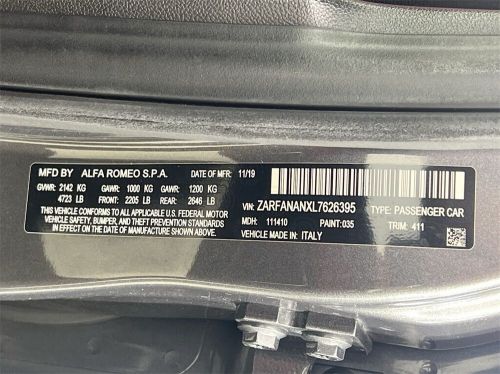 MFD BY ALFA ROMEO S.P.A. DATE OF MFR: 11/19
GVWR: 2142 KG GAWR: 1000 KG GAWR: 1200 KG
4723 LB FRONT: 2205 LB REAR: 2646 LB
THIS VEHICLE CONFORMS TO ALL APPLICABLE U.S. FEDERAL MOTOR
VEHICLE SAFETY, BUMPER, AND THEFT PREVENTION STANDARDS
IN EFFECT ON THE DATE OF MANUFACTURE SHOWN ABOVE.
VIN: ZARFANANXL7626395 TYPE: PASSENGER CAR
MDH: 111410 PAINT: 035 TRIM: 411
VEHICLE MADE IN: ITALY